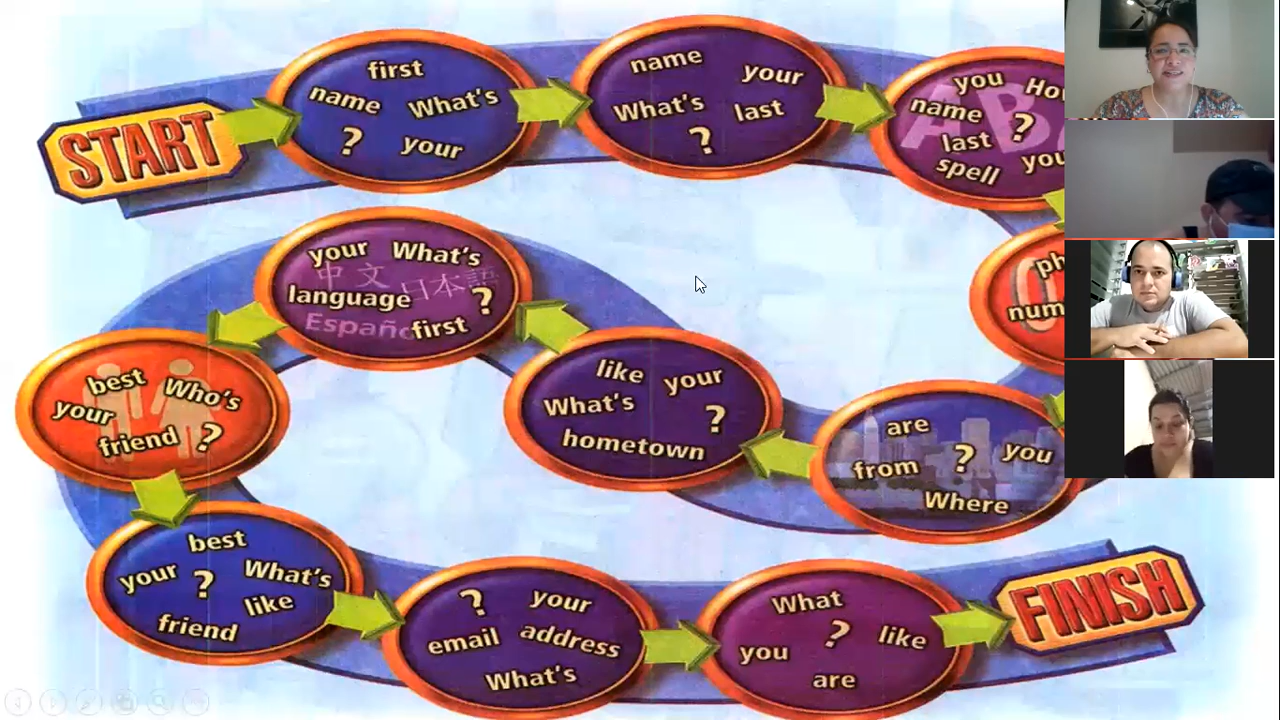 START
first
name What's
? your
name your
What's last
?
you
name ?
last
spell
your What's
中文 日本語
language ?
Español first
best Who's
your
friend ?
like your
What's ?
hometown
are
from ? you
Where
best
your ? What's
like
friend
? your
email address
What's
What
? like
you
are
FINISH